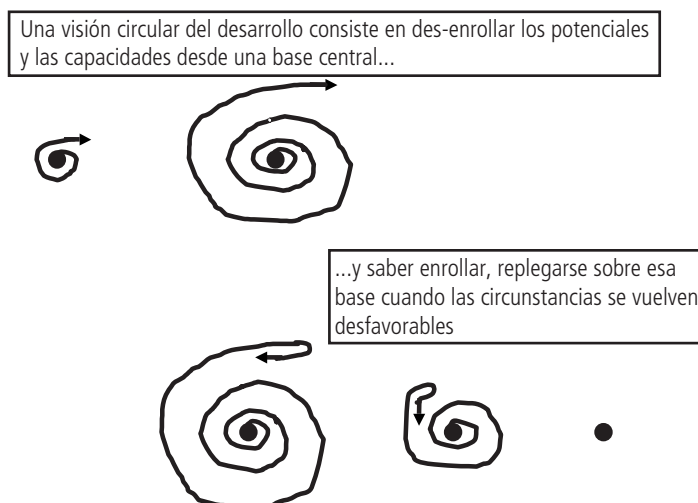 Una visión circular del desarrollo consiste en des-enrollar los potenciales
y las capacidades desde una base central...
...y saber enrollar, replegarse sobre esa
base cuando las circunstancias se vuelven
desfavorables